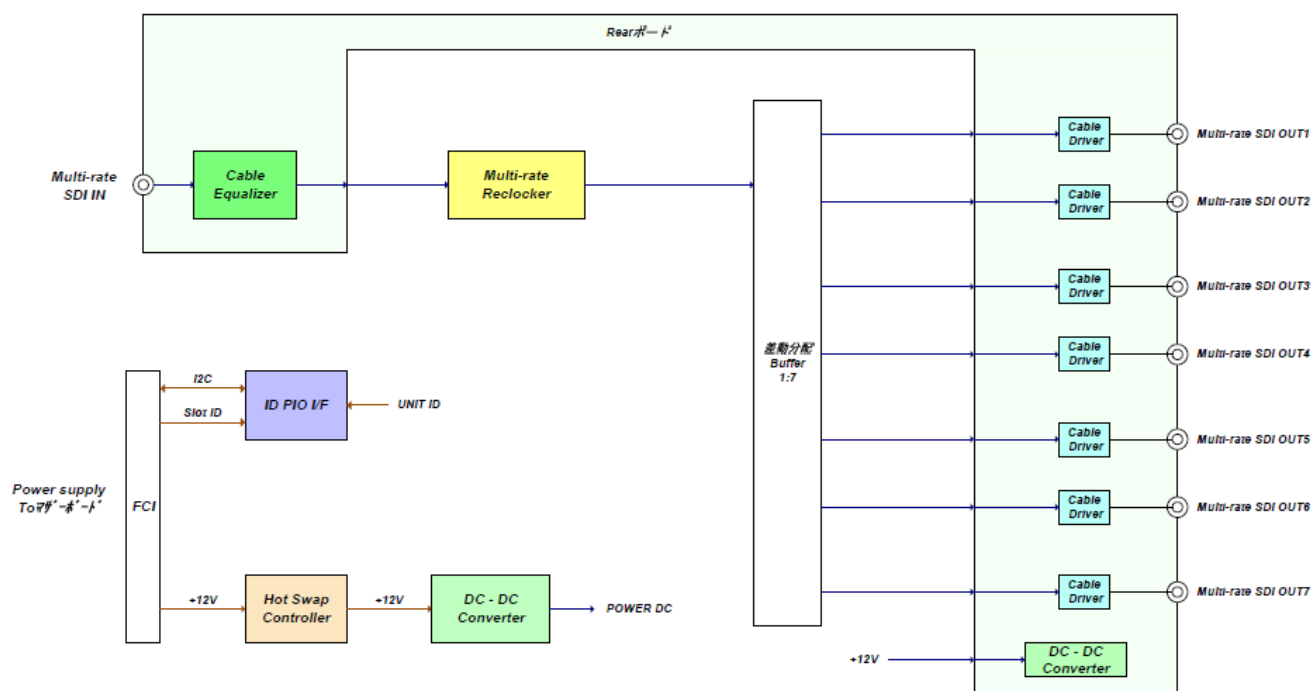 Rearボード
Multi-rate
SDI IN
Cable
Equalizer
Multi-rate
Reclocker
差動分配
Buffer
1:7
Cable
Driver
Multi-rate SDI OUT1
Cable
Driver
Multi-rate SDI OUT2
Cable
Driver
Multi-rate SDI OUT3
Cable
Driver
Multi-rate SDI OUT4
Cable
Driver
Multi-rate SDI OUT5
Cable
Driver
Multi-rate SDI OUT6
Cable
Driver
Multi-rate SDI OUT7
+12V
DC - DC
Converter
Power supply
Toマザーボード
FCI
I2C
Slot ID
ID PIO I/F
UNIT ID
+12V
Hot Swap
Controller
+12V
DC - DC
Converter
POWER DC